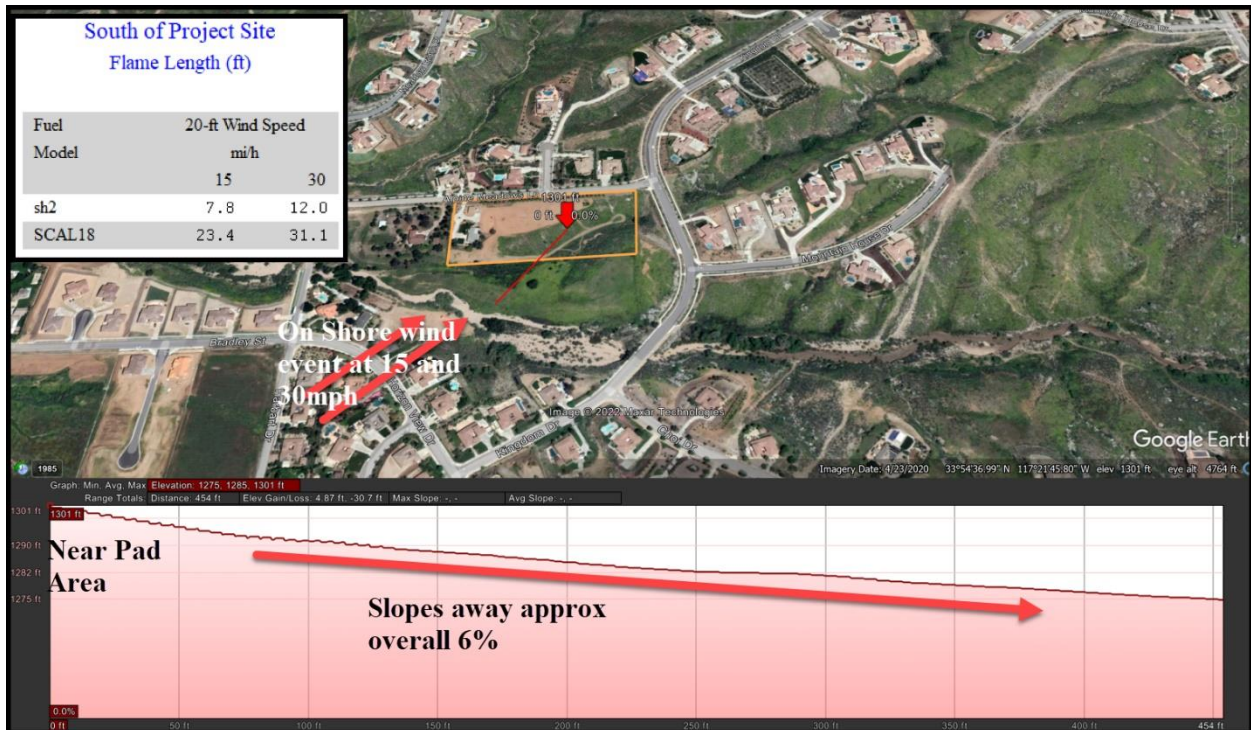 South of Project Site
Flame Length (ft)
Fuel 20-ft Wind Speed
Model mi/h
15 30
sh2 7.8 12.0
SCAL18 23.4 31.1
1301 ft
0 ft 0.0%
Mountain House Dr
On Shore wind
event at 15 and
30mph
Bradley St
View Dr
Kingdom Dr
Image © 2022 Maxar Technologies
Google Earth
1985
Imagery Date: 4/23/2020 33°54'36.99" N 117°21'45.80" W elev 1301 ft eye alt 4764 ft
Graph: Min, Avg, Max Elevation: 1275, 1285, 1301 ft
Range Totals: Distance: 454 ft Elev Gain/Loss: 4.87 ft, -30.7 ft Max Slope: -, - Avg Slope: -, -
1301 ft 1301 ft
1290 ft
1282 ft
1275 ft
Near Pad
Area
Slopes away approx
overall 6%
0.0%
0 ft 50 ft 100 ft 150 ft 200 ft 250 ft 300 ft 350 ft 400 ft 454 ft